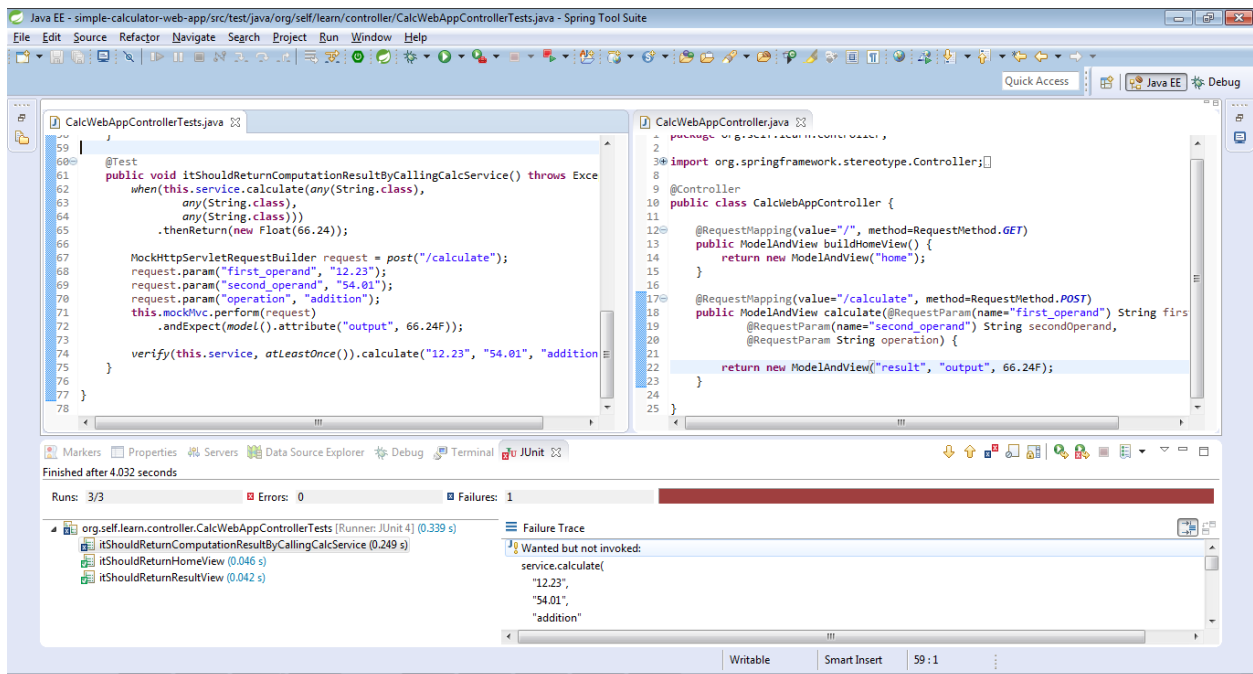 Java EE - simple-calculator-web-app/src/test/java/org/self/learn/controller/CalcWebAppControllerTests.java - Spring Tool Suite
File Edit Source Refactor Navigate Search Project Run Window Help
Quick Access Java EE Debug
CalcWebAppControllerTests.java
59
60 @Test
61 public void itShouldReturnComputationResultByCallingCalcService() throws Exce
62 when(this.service.calculate(any(String.class),
63 any(String.class),
64 any(String.class)))
65 .thenReturn(new Float(66.24));
66
67 MockHttpServletRequestBuilder request = post("/calculate");
68 request.param("first_operand", "12.23");
69 request.param("second_operand", "54.01");
70 request.param("operation", "addition");
71 this.mockMvc.perform(request)
72 .andExpect(model().attribute("output", 66.24F));
73
74 verify(this.service, atLeastOnce()).calculate("12.23", "54.01", "addition
75 }
76
77 }
78
CalcWebAppController.java
1 package org.self.learn.controller;
2
3 import org.springframework.stereotype.Controller;
8
9 @Controller
10 public class CalcWebAppController {
11
12 @RequestMapping(value="/", method=RequestMethod.GET)
13 public ModelAndView buildHomeView() {
14 return new ModelAndView("home");
15 }
16
17 @RequestMapping(value="/calculate", method=RequestMethod.POST)
18 public ModelAndView calculate(@RequestParam(name="first_operand") String firs
19 @RequestParam(name="second_operand") String secondOperand,
20 @RequestParam String operation) {
21
22 return new ModelAndView("result", "output", 66.24F);
23 }
24
25 }
Markers Properties Servers Data Source Explorer Debug Terminal JUnit
Finished after 4.032 seconds
Runs: 3/3 Errors: 0 Failures: 1
org.self.learn.controller.CalcWebAppControllerTests [Runner: JUnit 4] (0.339 s)
itShouldReturnComputationResultByCallingCalcService (0.249 s)
itShouldReturnHomeView (0.046 s)
itShouldReturnResultView (0.042 s)
Failure Trace
Wanted but not invoked:
service.calculate(
"12.23",
"54.01",
"addition"
Writable Smart Insert 59 : 1